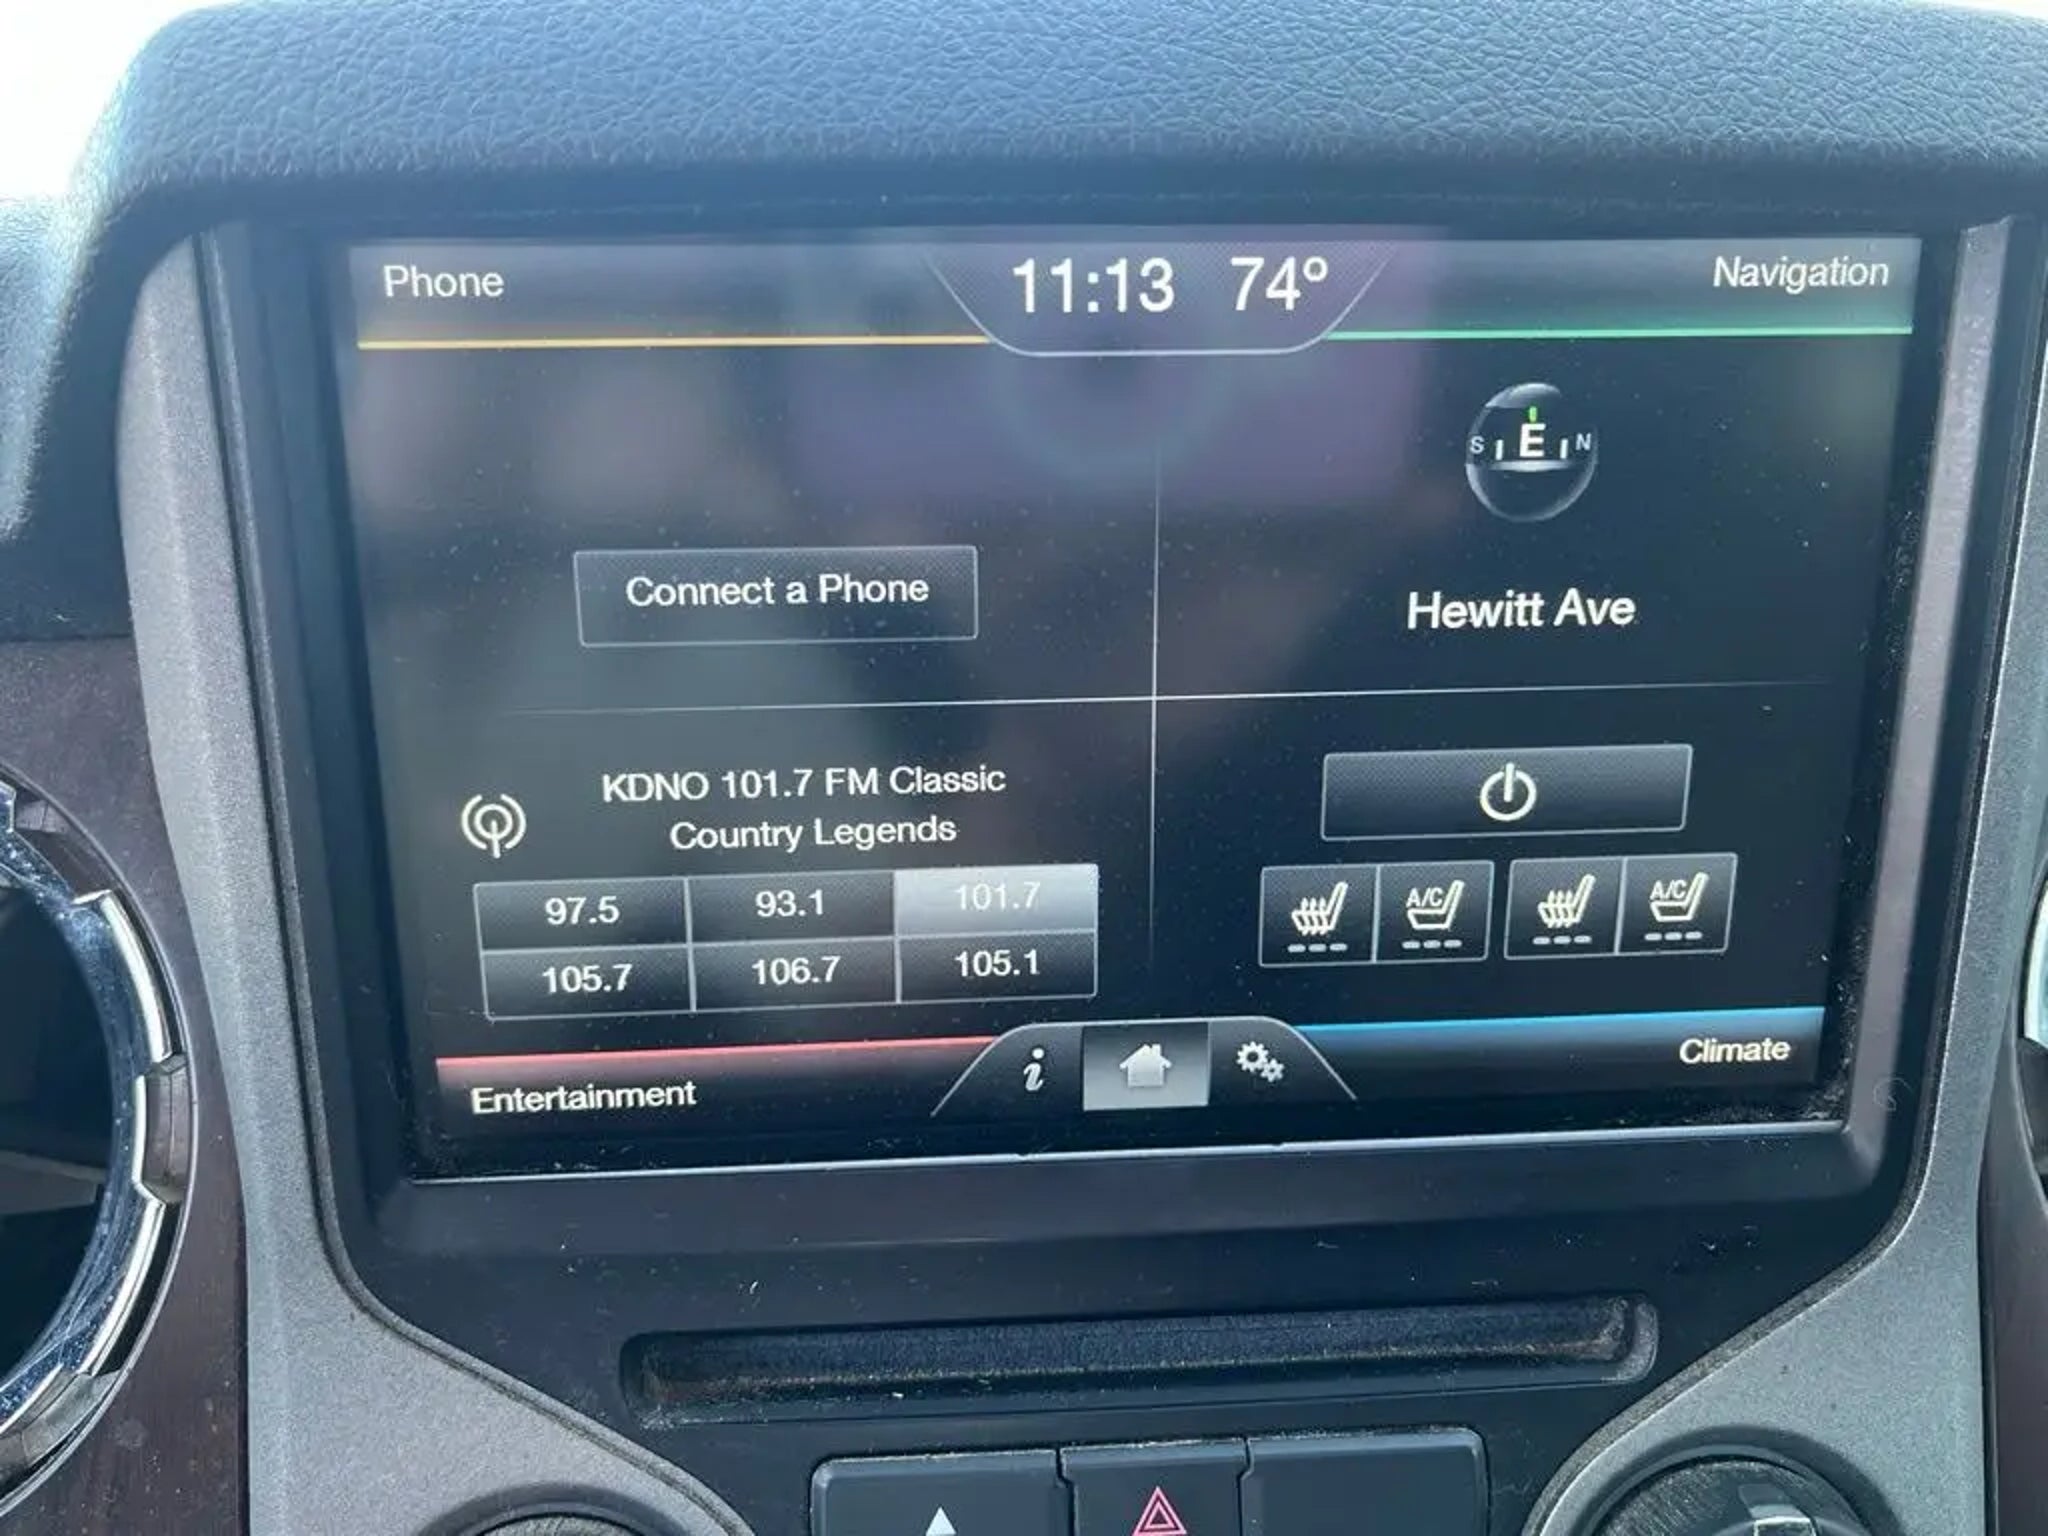 Phone
11:13 74°
Navigation
S E N
Connect a Phone
Hewitt Ave
KDNO 101.7 FM Classic
Country Legends
97.5 93.1 101.7
105.7 106.7 105.1
A/C A/C
Entertainment
i
Climate